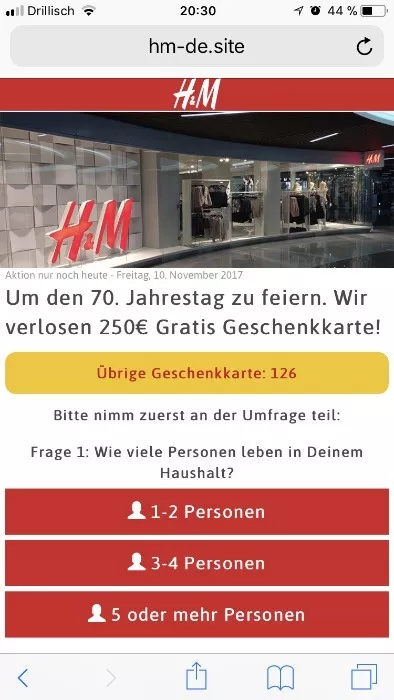 Drillisch 20:30 44 %
hm-de.site
H&M
H&M
H&M
Aktion nur noch heute - Freitag, 10. November 2017
Um den 70. Jahrestag zu feiern. Wir
verlosen 250€ Gratis Geschenkkarte!
Übrige Geschenkkarte: 126
Bitte nimm zuerst an der Umfrage teil:
Frage 1: Wie viele Personen leben in Deinem
Haushalt?
1-2 Personen
3-4 Personen
5 oder mehr Personen